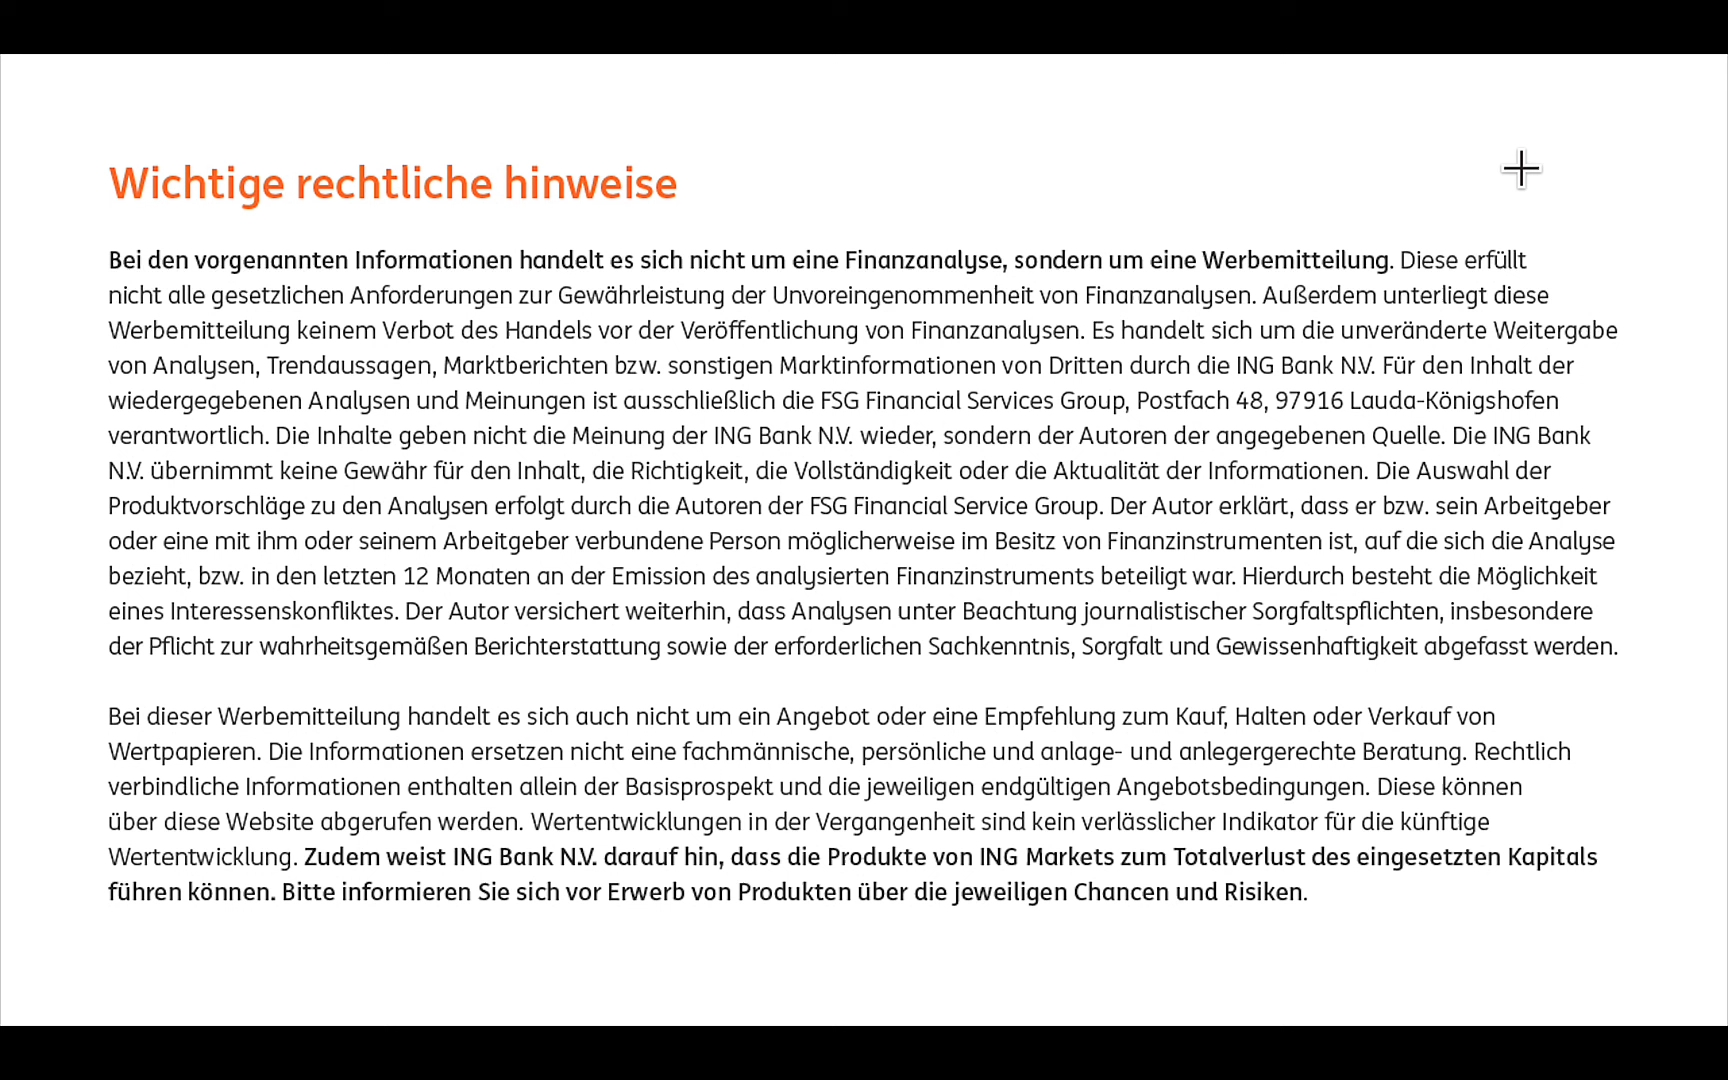 Wichtige rechtliche hinweise
Bei den vorgenannten Informationen handelt es sich nicht um eine Finanzanalyse, sondern um eine Werbemitteilung. Diese erfüllt
nicht alle gesetzlichen Anforderungen zur Gewährleistung der Unvoreingenommenheit von Finanzanalysen. Außerdem unterliegt diese
Werbemitteilung keinem Verbot des Handels vor der Veröffentlichung von Finanzanalysen. Es handelt sich um die unveränderte Weitergabe
von Analysen, Trendaussagen, Marktberichten bzw. sonstigen Marktinformationen von Dritten durch die ING Bank N.V. Für den Inhalt der
wiedergegebenen Analysen und Meinungen ist ausschließlich die FSG Financial Services Group, Postfach 48, 97916 Lauda-Königshofen
verantwortlich. Die Inhalte geben nicht die Meinung der ING Bank N.V. wieder, sondern der Autoren der angegebenen Quelle. Die ING Bank
N.V. übernimmt keine Gewähr für den Inhalt, die Richtigkeit, die Vollständigkeit oder die Aktualität der Informationen. Die Auswahl der
Produktvorschläge zu den Analysen erfolgt durch die Autoren der FSG Financial Service Group. Der Autor erklärt, dass er bzw. sein Arbeitgeber
oder eine mit ihm oder seinem Arbeitgeber verbundene Person möglicherweise im Besitz von Finanzinstrumenten ist, auf die sich die Analyse
bezieht, bzw. in den letzten 12 Monaten an der Emission des analysierten Finanzinstruments beteiligt war. Hierdurch besteht die Möglichkeit
eines Interessenskonfliktes. Der Autor versichert weiterhin, dass Analysen unter Beachtung journalistischer Sorgfaltspflichten, insbesondere
der Pflicht zur wahrheitsgemäßen Berichterstattung sowie der erforderlichen Sachkenntnis, Sorgfalt und Gewissenhaftigkeit abgefasst werden.
Bei dieser Werbemitteilung handelt es sich auch nicht um ein Angebot oder eine Empfehlung zum Kauf, Halten oder Verkauf von
Wertpapieren. Die Informationen ersetzen nicht eine fachmännische, persönliche und anlage- und anlegergerechte Beratung. Rechtlich
verbindliche Informationen enthalten allein der Basisprospekt und die jeweiligen endgültigen Angebotsbedingungen. Diese können
über diese Website abgerufen werden. Wertentwicklungen in der Vergangenheit sind kein verlässlicher Indikator für die künftige
Wertentwicklung. Zudem weist ING Bank N.V. darauf hin, dass die Produkte von ING Markets zum Totalverlust des eingesetzten Kapitals
führen können. Bitte informieren Sie sich vor Erwerb von Produkten über die jeweiligen Chancen und Risiken.